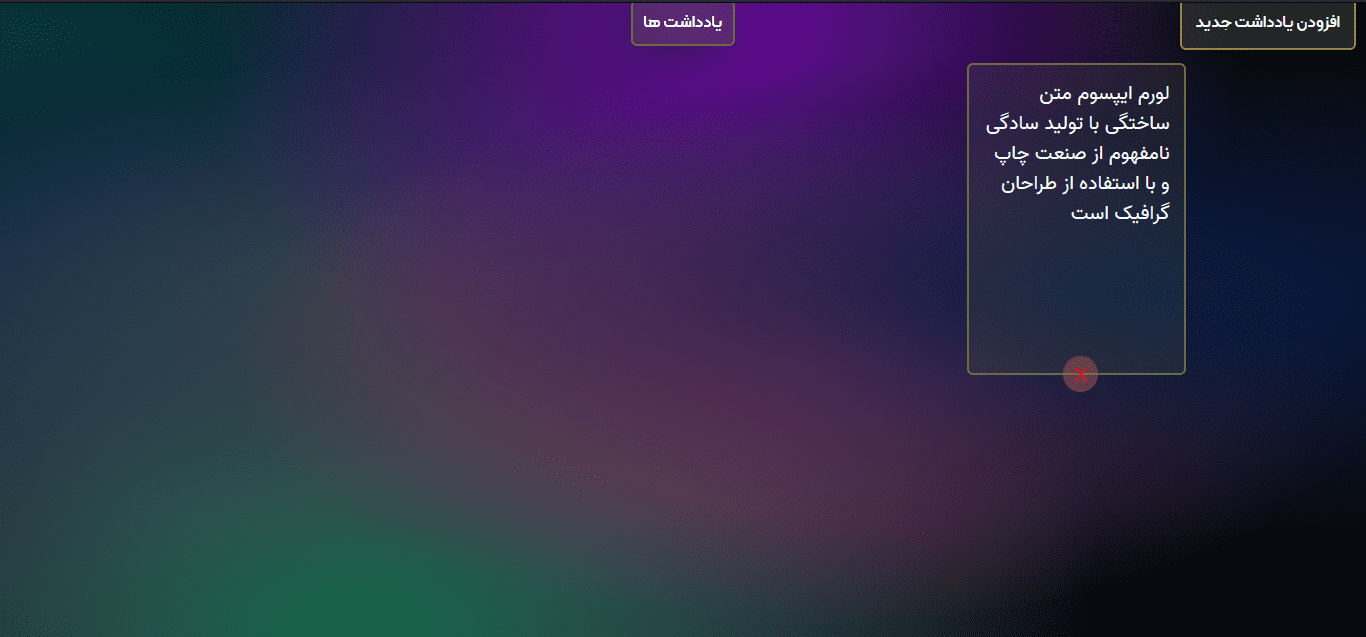 افزودن یادداشت جدید
یادداشت ها
لورم ایپسوم متن
ساختگی با تولید سادگی
نامفهوم از صنعت چاپ
و با استفاده از طراحان
گرافیک است
X